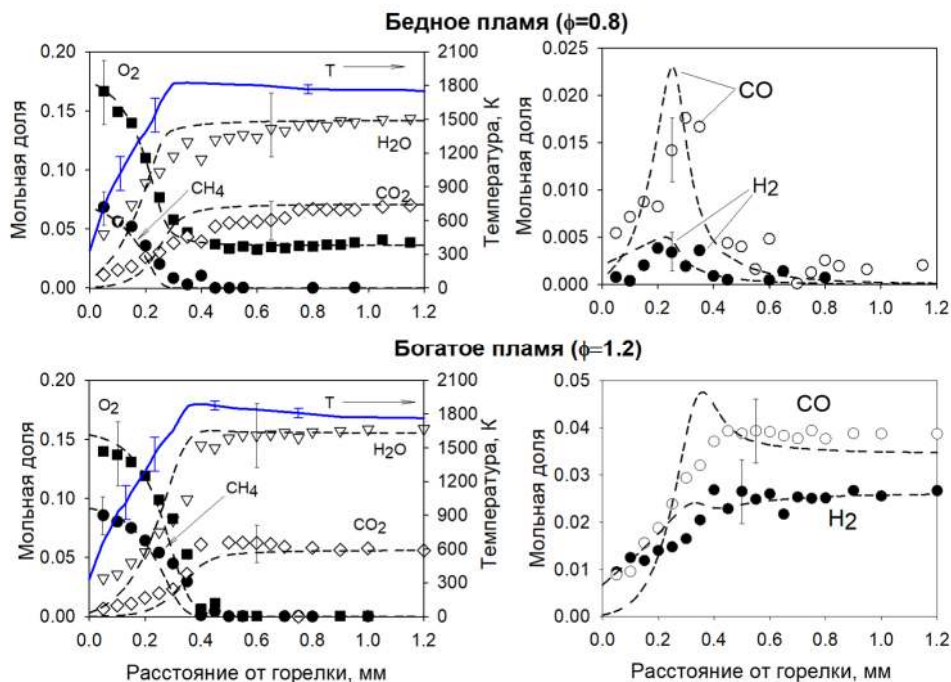 Бедное пламя (ϕ=0.8)
0.20
0.15
0.10
0.05
0.00
Мольная доля
O2
T
H2O
CH4
CO2
2100
1800
1500
1200
900
600
300
0
Температура, К
0.0 0.2 0.4 0.6 0.8 1.0 1.2
0.025
0.020
0.015
0.010
0.005
0.000
Мольная доля
CO
H2
0.0 0.2 0.4 0.6 0.8 1.0 1.2
Богатое пламя (ϕ=1.2)
0.20
0.15
0.10
0.05
0.00
Мольная доля
O2
T
H2O
CH4
CO2
2100
1800
1500
1200
900
600
300
0
Температура, К
0.0 0.2 0.4 0.6 0.8 1.0 1.2
Расстояние от горелки, мм
0.05
0.04
0.03
0.02
0.01
0.00
Мольная доля
CO
H2
0.0 0.2 0.4 0.6 0.8 1.0 1.2
Расстояние от горелки, мм